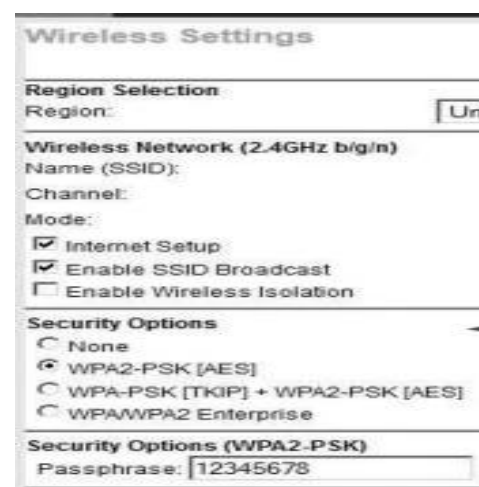 Wireless Settings
Region Selection
Region: Un
Wireless Network (2.4GHz b/g/n)
Name (SSID):
Channel:
Mode:
Internet Setup
Enable SSID Broadcast
Enable Wireless Isolation
Security Options
None
WPA2-PSK [AES]
WPA-PSK [TKIP] + WPA2-PSK [AES]
WPA/WPA2 Enterprise
Security Options (WPA2-PSK)
Passphrase: 12345678